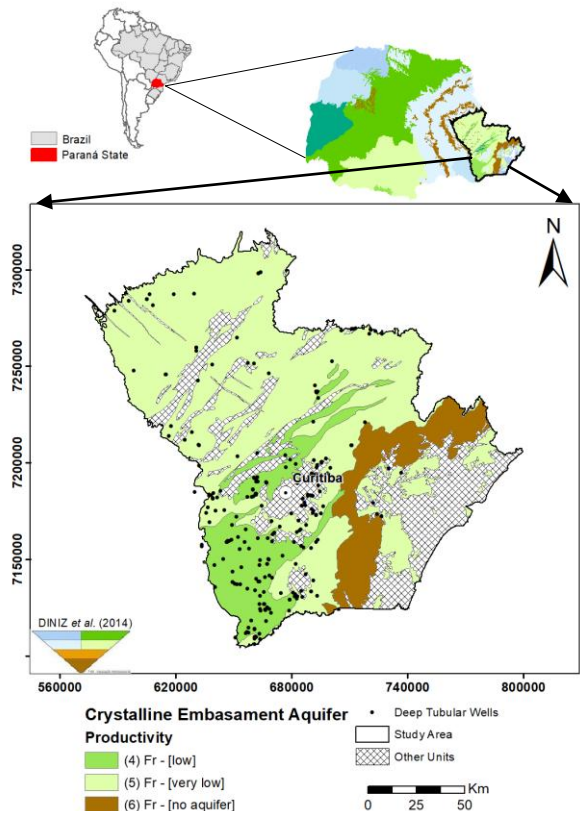 Brazil
Paraná State
N
7300000
7250000
7200000
7150000
Curitiba
DINIZ et al. (2014)
560000 620000 680000 740000 800000
Crystalline Embasament Aquifer
Productivity
(4) Fr - [low]
(5) Fr - [very low]
(6) Fr - [no aquifer]
Deep Tubular Wells
Study Area
Other Units
Km
0 25 50